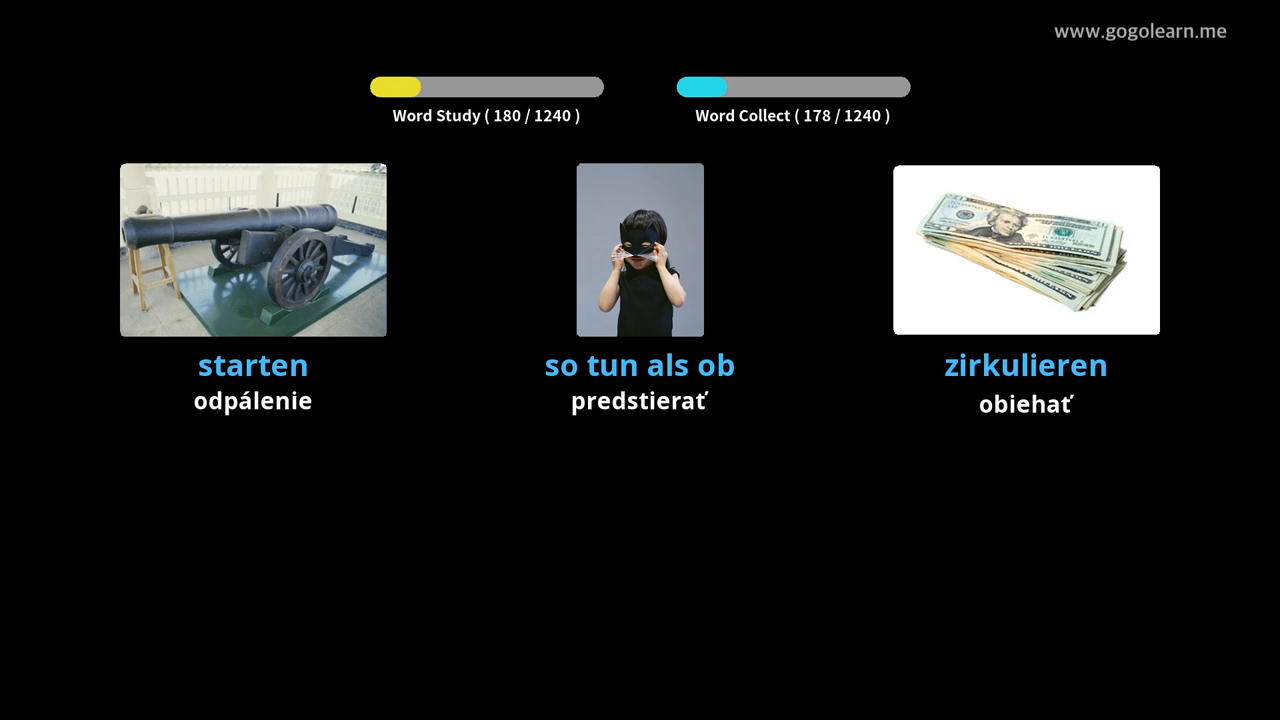 www.gogolearn.me
Word Study ( 180 / 1240 )
Word Collect ( 178 / 1240 )
starten
odpálenie
so tun als ob
predstierať
zirkulieren
obiehať